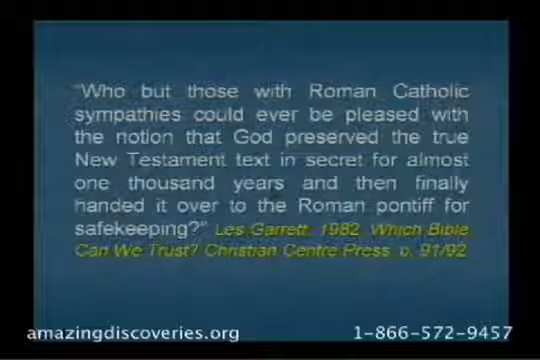 "Who but those with Roman Catholic
sympathies could ever be pleased with
the notion that God preserved the true
New Testament text in secret for almost
one thousand years and then finally
handed it over to the Roman pontiff for
safekeeping?" Les Garrett, 1982, Which Bible
Can We Trust? Christian Centre Press, p. 91/92
amazingdiscoveries.org 1-866-572-9457